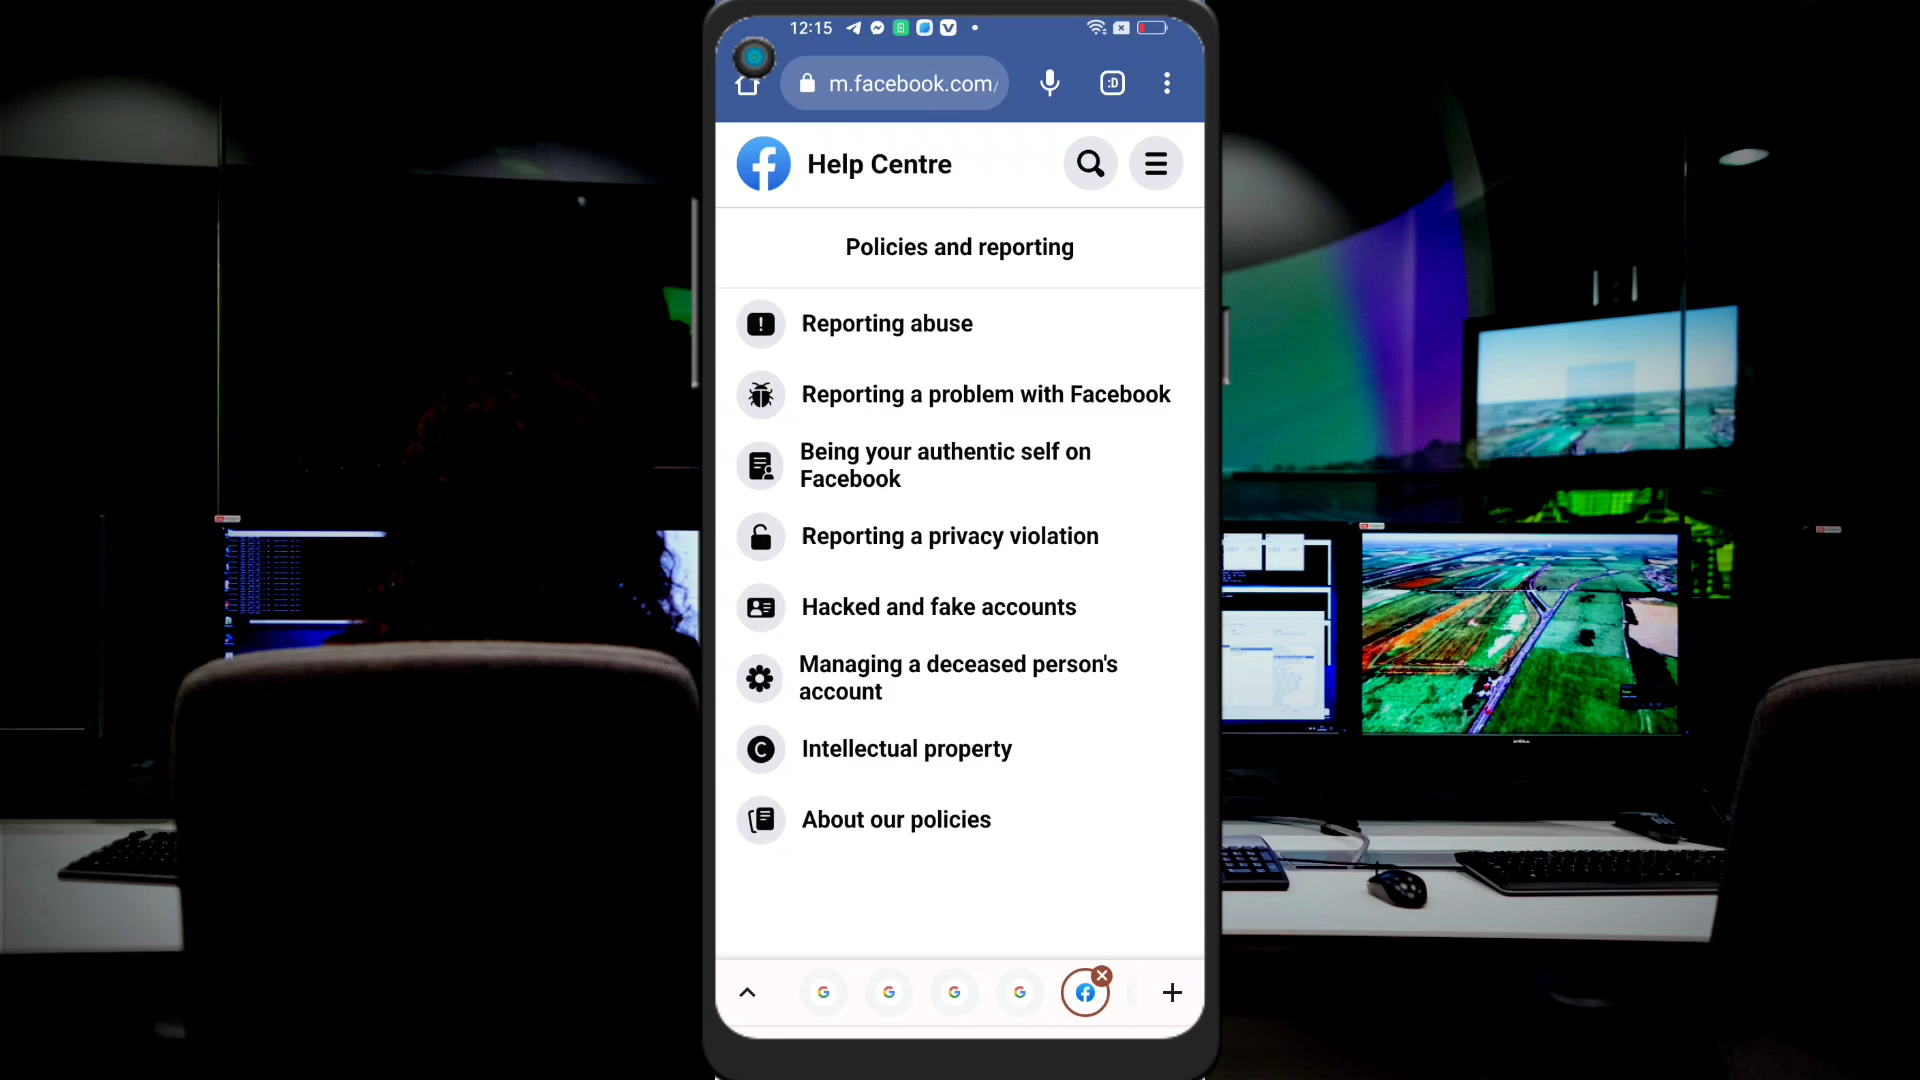 12:15
m.facebook.com/
:D
Help Centre
Policies and reporting
Reporting abuse
Reporting a problem with Facebook
Being your authentic self on
Facebook
Reporting a privacy violation
Hacked and fake accounts
Managing a deceased person's
account
Intellectual property
About our policies